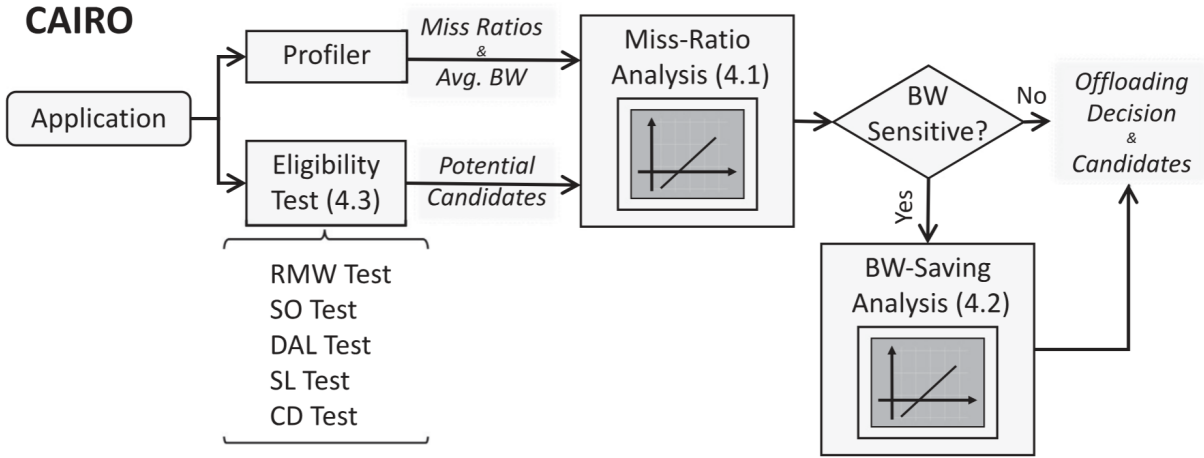 CAIRO
Application
Profiler
Miss Ratios
&
Avg. BW
Eligibility
Test (4.3)
Potential
Candidates
RMW Test
SO Test
DAL Test
SL Test
CD Test
Miss-Ratio
Analysis (4.1)
BW
Sensitive?
No
Yes
Offloading
Decision
&
Candidates
BW-Saving
Analysis (4.2)